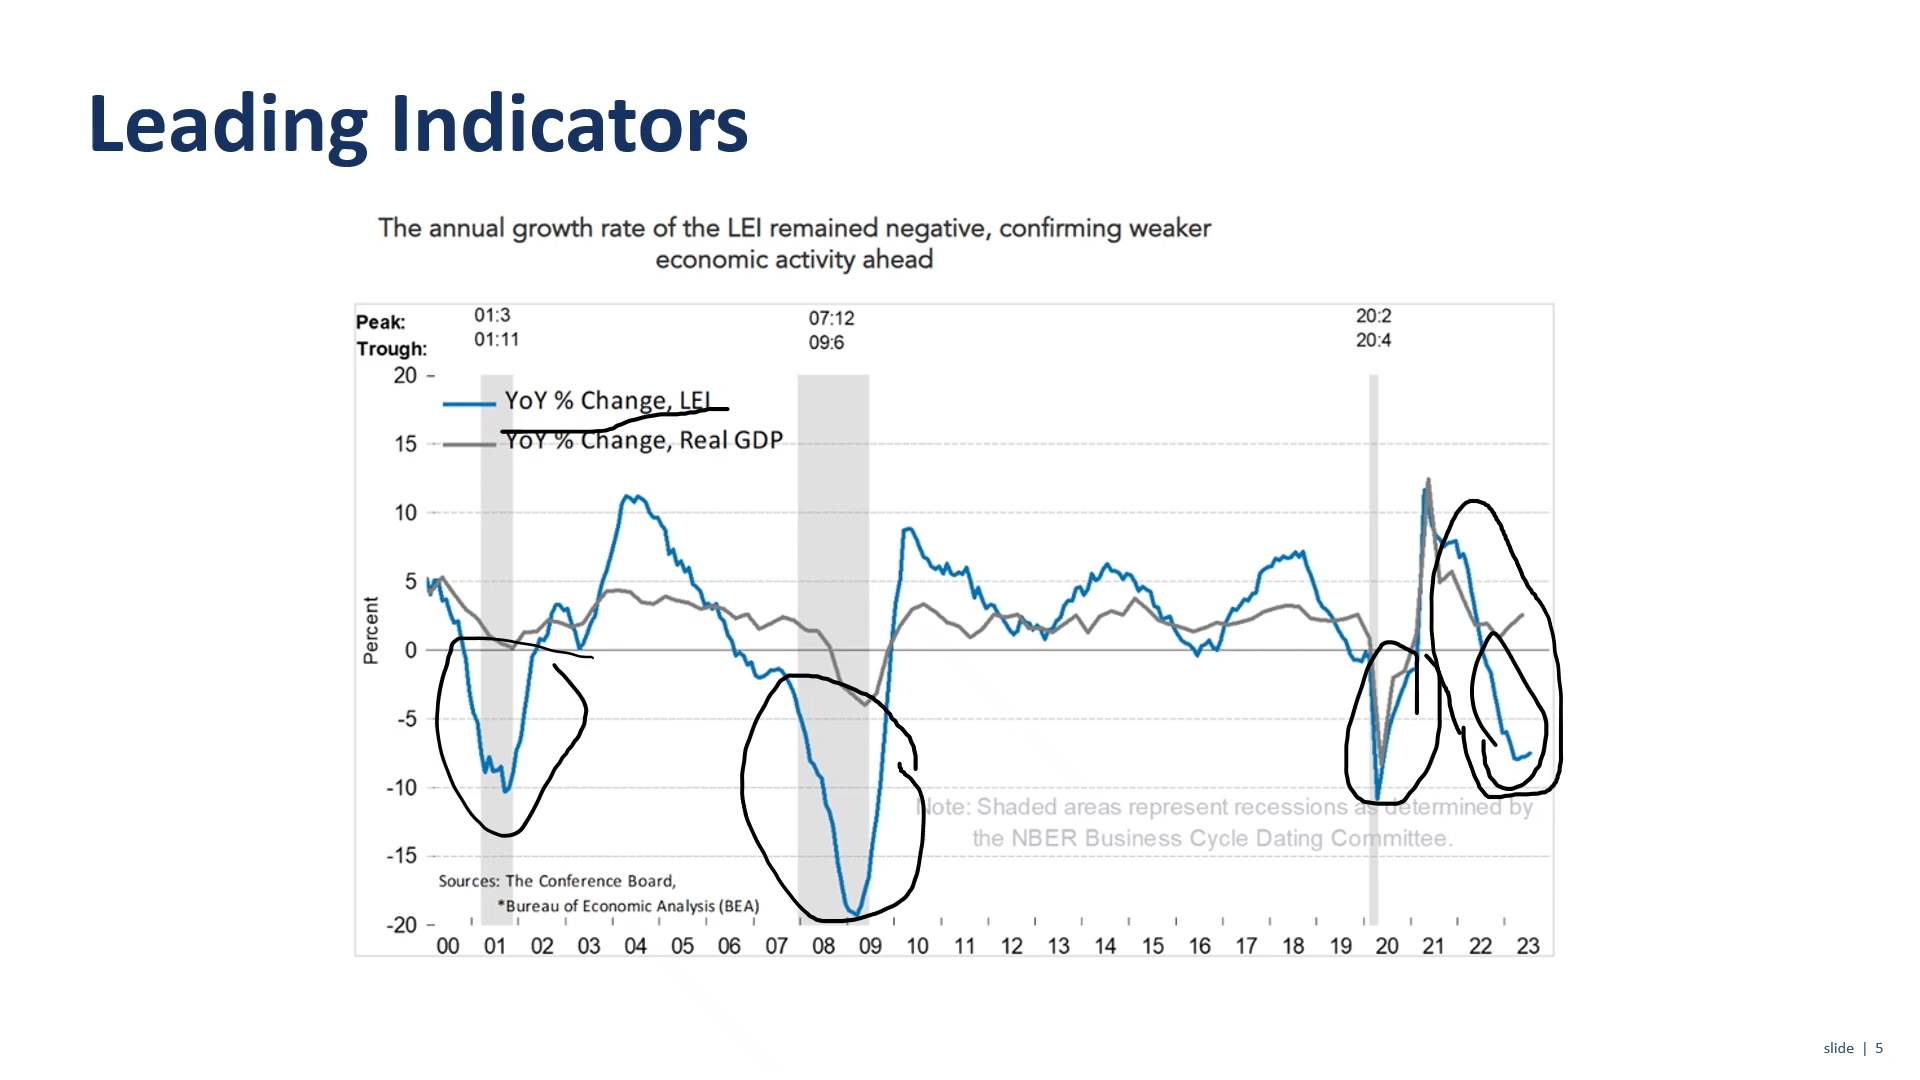 Leading Indicators
The annual growth rate of the LEI remained negative, confirming weaker
economic activity ahead
Peak: 01:3 07:12 20:2
Trough: 01:11 09:6 20:4
20
YoY % Change, LEI
YoY % Change, Real GDP
15
10
5
0
-5
-10
-15
-20
Percent
Note: Shaded areas represent recessions as determined by
the NBER Business Cycle Dating Committee.
Sources: The Conference Board,
*Bureau of Economic Analysis (BEA)
00 01 02 03 04 05 06 07 08 09 10 11 12 13 14 15 16 17 18 19 20 21 22 23
slide | 5